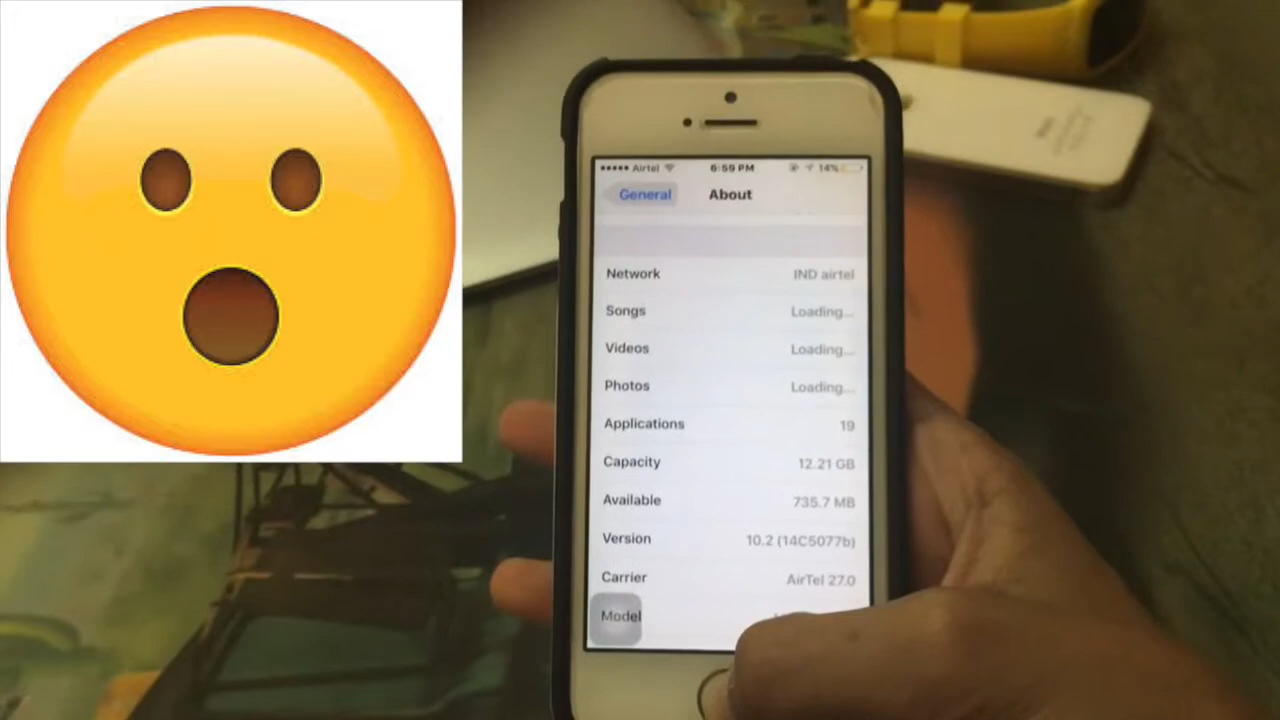 ●●●●● Airtel 6:59 PM 14%
General About
Network IND airtel
Songs Loading...
Videos Loading...
Photos Loading...
Applications 19
Capacity 12.21 GB
Available 735.7 MB
Version 10.2 (14C5077b)
Carrier AirTel 27.0
Model